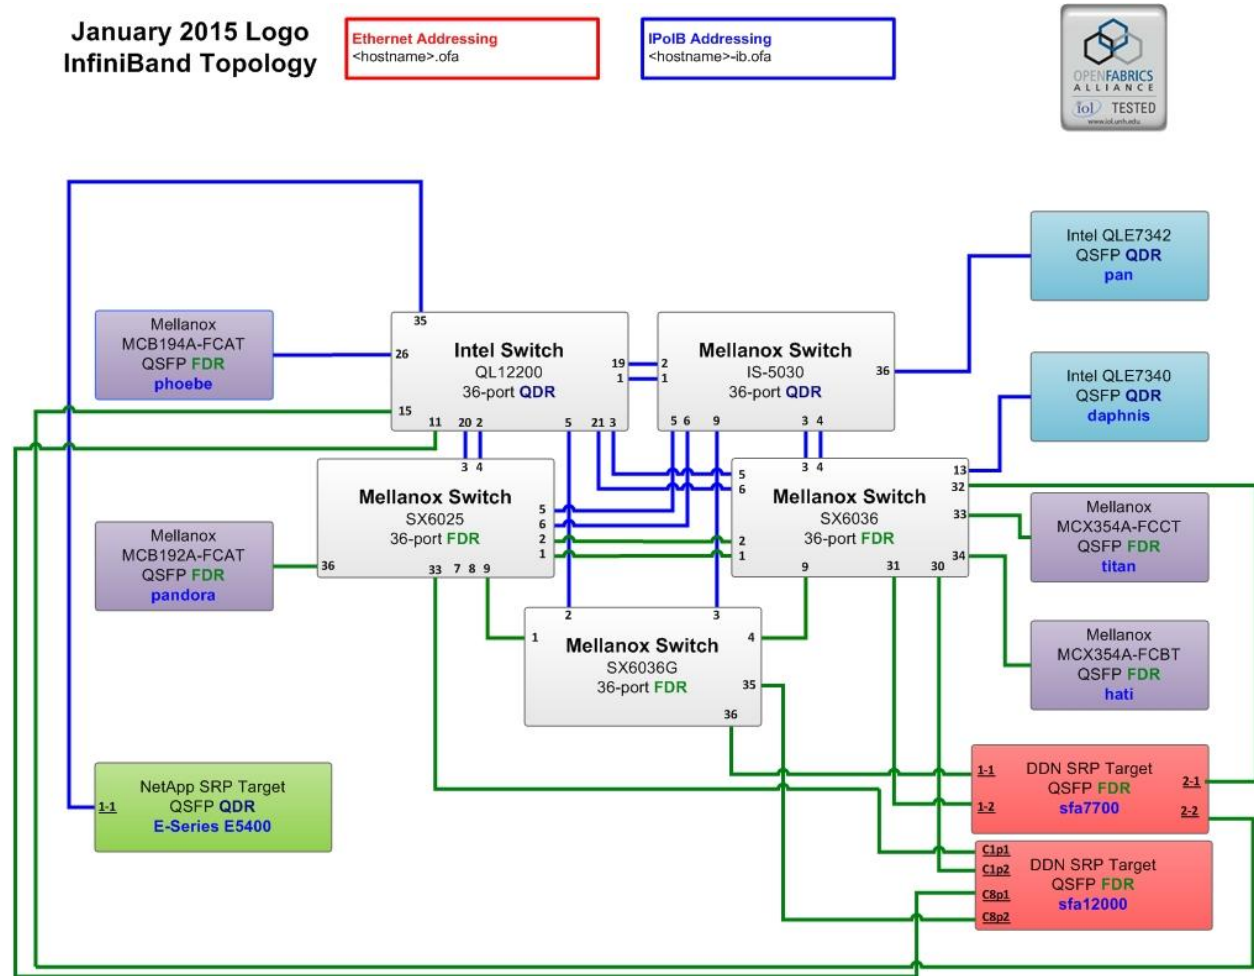 January 2015 Logo
InfiniBand Topology
Ethernet Addressing
<hostname>.ofa
IPoIB Addressing
<hostname>-ib.ofa
OPENFABRICS
ALLIANCE
iol TESTED
www.iol.unh.edu
Intel QLE7342
QSFP QDR
pan
Mellanox
MCB194A-FCAT
QSFP FDR
phoebe
35
26
15
11
20
2
5
21
3
19
1
Intel Switch
QL12200
36-port QDR
2
1
Mellanox Switch
IS-5030
36-port QDR
36
5
6
9
3
4
Intel QLE7340
QSFP QDR
daphnis
3
4
Mellanox Switch
SX6025
36-port FDR
5
6
2
1
36
33
7
8
9
3
4
5
6
Mellanox Switch
SX6036
36-port FDR
2
1
9
31
30
13
32
33
34
Mellanox
MCX354A-FCCT
QSFP FDR
titan
Mellanox
MCB192A-FCAT
QSFP FDR
pandora
2
3
1
4
Mellanox Switch
SX6036G
36-port FDR
35
36
Mellanox
MCX354A-FCBT
QSFP FDR
hati
NetApp SRP Target
QSFP QDR
E-Series E5400
1-1
1-1
1-2
DDN SRP Target
QSFP FDR
sfa7700
2-1
2-2
C1p1
C1p2
C8p1
C8p2
DDN SRP Target
QSFP FDR
sfa12000